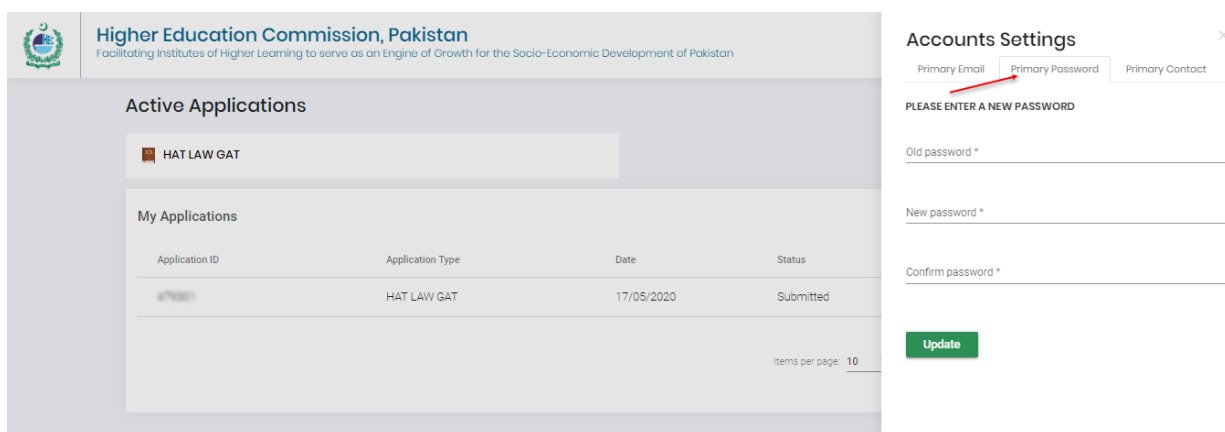 Higher Education Commission, Pakistan
Facilitating Institutes of Higher Learning to serve as an Engine of Growth for the Socio-Economic Development of Pakistan
Active Applications
HAT LAW GAT
My Applications
Application ID Application Type Date Status
HAT LAW GAT 17/05/2020 Submitted
Items per page: 10
Accounts Settings
Primary Email Primary Password Primary Contact
PLEASE ENTER A NEW PASSWORD
Old password *
New password *
Confirm password *
Update